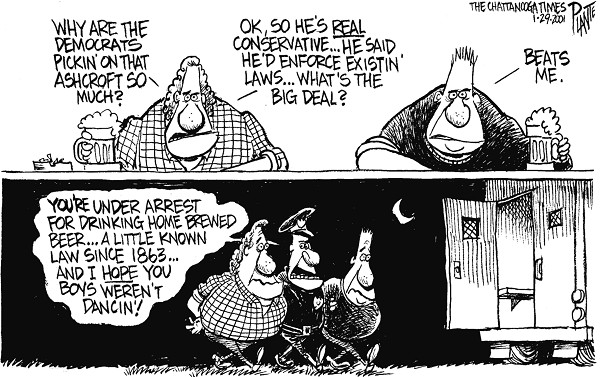 THE CHATTANOOGA TIMES
1·29·2001
PLANTE
WHY ARE THE
DEMOCRATS
PICKIN' ON THAT
ASHCROFT SO
MUCH?
OK, SO HE'S REAL
CONSERVATIVE... HE SAID
HE'D ENFORCE EXISTIN'
LAWS... WHAT'S THE
BIG DEAL?
BEATS
ME.
YOU'RE UNDER ARREST
FOR DRINKING HOME BREWED
BEER... A LITTLE KNOWN
LAW SINCE 1863...
AND I HOPE YOU
BOYS WEREN'T
DANCIN'!